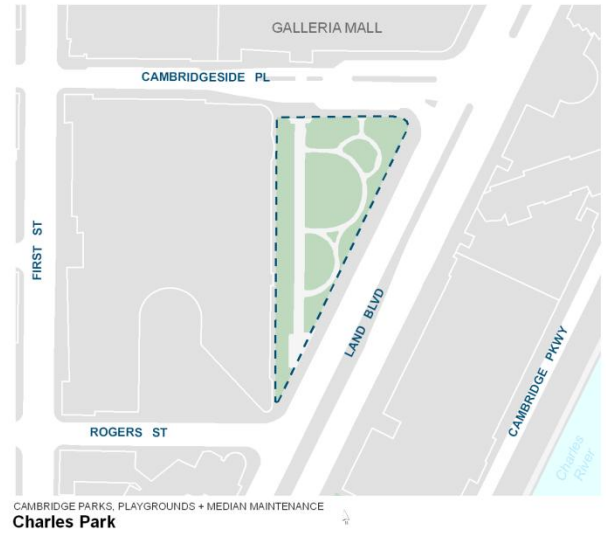 GALLERIA MALL
CAMBRIDGESIDE PL
FIRST ST
LAND BLVD
CAMBRIDGE PKWY
ROGERS ST
Charles
River
CAMBRIDGE PARKS, PLAYGROUNDS + MEDIAN MAINTENANCE
Charles Park